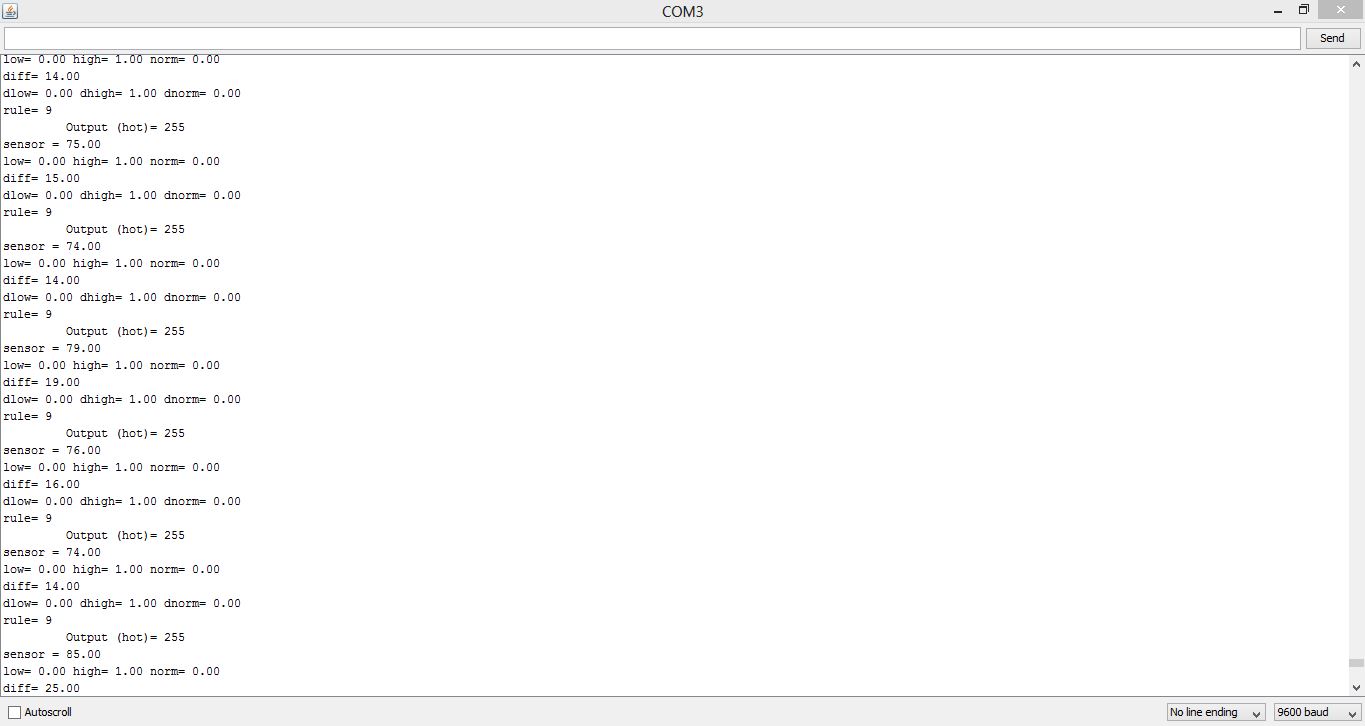 COM3
Send
low= 0.00 high= 1.00 norm= 0.00
diff= 14.00
dlow= 0.00 dhigh= 1.00 dnorm= 0.00
rule= 9
Output (hot)= 255
sensor = 75.00
low= 0.00 high= 1.00 norm= 0.00
diff= 15.00
dlow= 0.00 dhigh= 1.00 dnorm= 0.00
rule= 9
Output (hot)= 255
sensor = 74.00
low= 0.00 high= 1.00 norm= 0.00
diff= 14.00
dlow= 0.00 dhigh= 1.00 dnorm= 0.00
rule= 9
Output (hot)= 255
sensor = 79.00
low= 0.00 high= 1.00 norm= 0.00
diff= 19.00
dlow= 0.00 dhigh= 1.00 dnorm= 0.00
rule= 9
Output (hot)= 255
sensor = 76.00
low= 0.00 high= 1.00 norm= 0.00
diff= 16.00
dlow= 0.00 dhigh= 1.00 dnorm= 0.00
rule= 9
Output (hot)= 255
sensor = 74.00
low= 0.00 high= 1.00 norm= 0.00
diff= 14.00
dlow= 0.00 dhigh= 1.00 dnorm= 0.00
rule= 9
Output (hot)= 255
sensor = 85.00
low= 0.00 high= 1.00 norm= 0.00
diff= 25.00
Autoscroll
No line ending
9600 baud